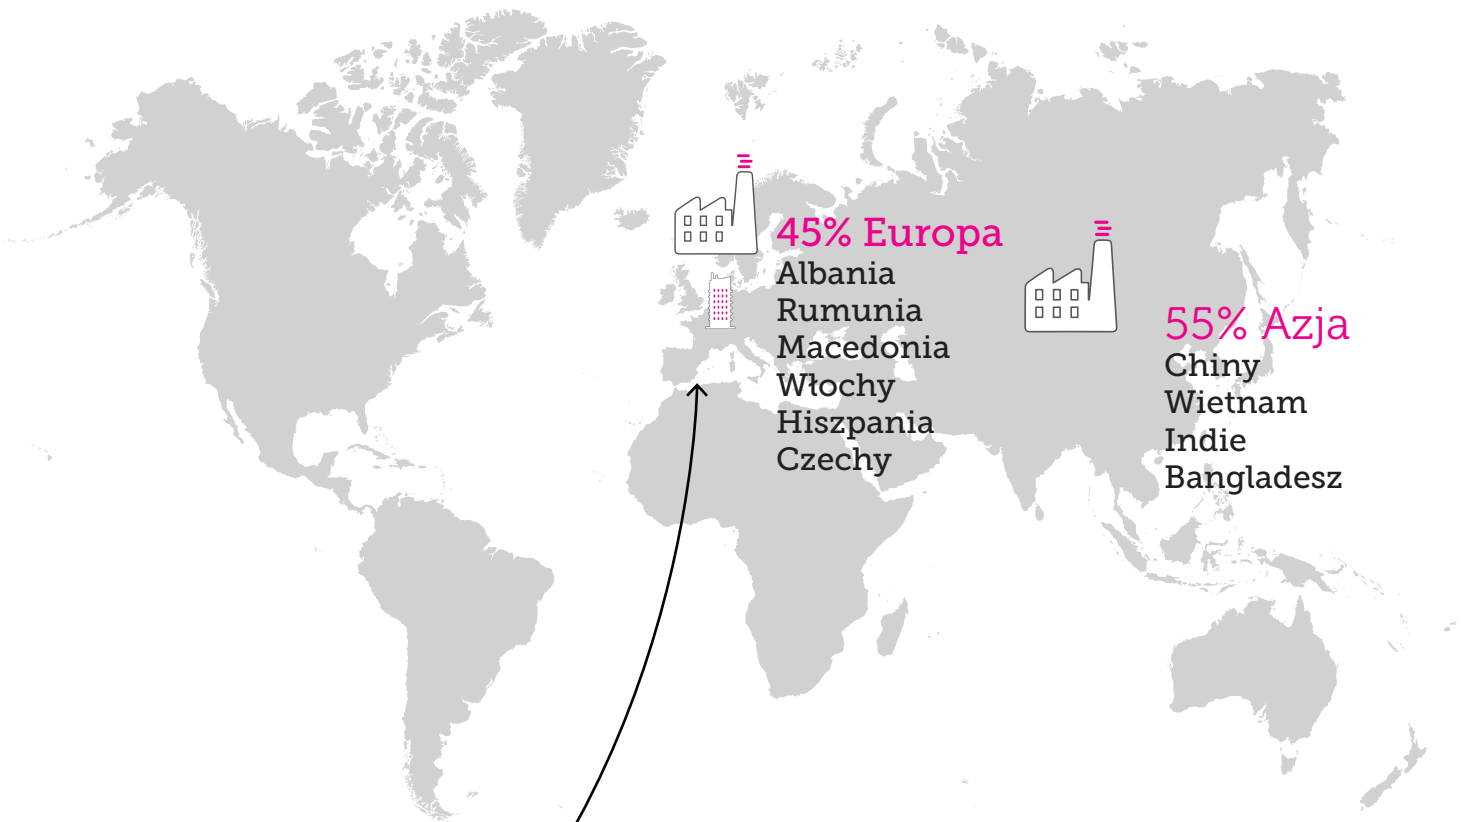 45% Europa
Albania
Rumunia
Macedonia
Włochy
Hiszpania
Czechy
55% Azja
Chiny
Wietnam
Indie
Bangladesz